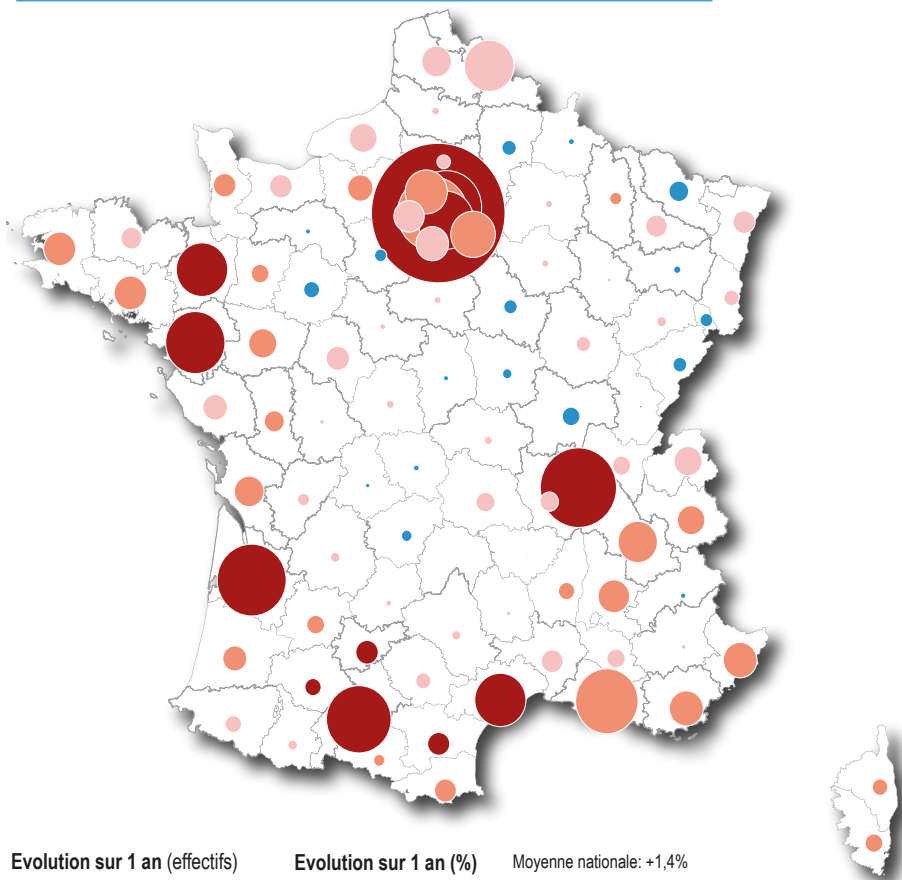 Evolution sur 1 an (effectifs) Evolution sur 1 an (%) Moyenne nationale: +1,4%